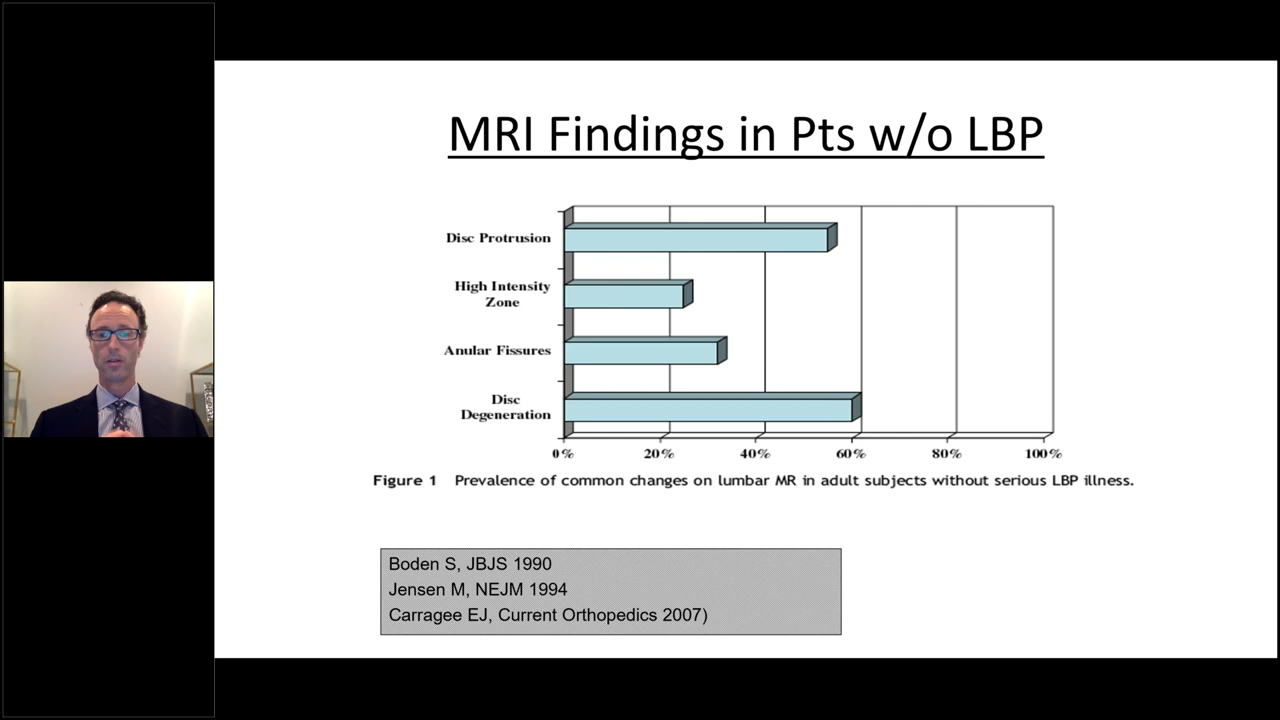 MRI Findings in Pts w/o LBP
Disc Protrusion
High Intensity
Zone
Anular Fissures
Disc
Degeneration
0%
20%
40%
60%
80%
100%
Figure 1 Prevalence of common changes on lumbar MR in adult subjects without serious LBP illness.
Boden S, JBJS 1990
Jensen M, NEJM 1994
Carragee EJ, Current Orthopedics 2007)